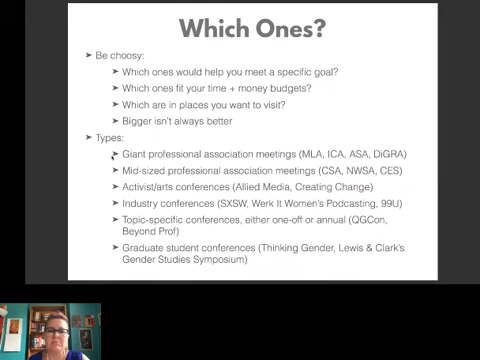 Which Ones?
Be choosy:
Which ones would help you meet a specific goal?
Which ones fit your time + money budgets?
Which are in places you want to visit?
Bigger isn't always better
Types:
Giant professional association meetings (MLA, ICA, ASA, DiGRA)
Mid-sized professional association meetings (CSA, NWSA, CES)
Activist/arts conferences (Allied Media, Creating Change)
Industry conferences (SXSW, Werk It Women's Podcasting, 99U)
Topic-specific conferences, either one-off or annual (QGCon,
Beyond Prof)
Graduate student conferences (Thinking Gender, Lewis & Clark's
Gender Studies Symposium)